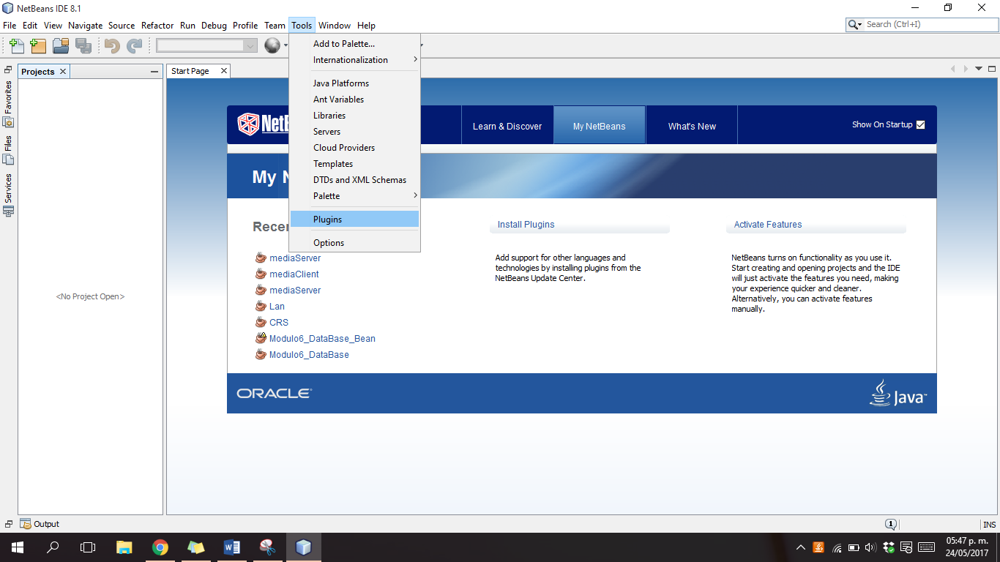 NetBeans IDE 8.1
File Edit View Navigate Source Refactor Run Debug Profile Team Tools Window Help
Search (Ctrl+I)
Add to Palette...
Internationalization
Java Platforms
Ant Variables
Libraries
Servers
Cloud Providers
Templates
DTDs and XML Schemas
Palette
Plugins
Options
Projects
Start Page
Favorites
Files
Services
<No Project Open>
Learn & Discover
My NetBeans
What's New
Show On Startup
My
mediaServer
mediaClient
mediaServer
Lan
CRS
Modulo6_DataBase_Bean
Modulo6_DataBase
Install Plugins
Add support for other languages and
technologies by installing plugins from the
NetBeans Update Center.
Activate Features
NetBeans turns on functionality as you use it.
Start creating and opening projects and the IDE
will just activate the features you need, making
your experience quicker and cleaner.
Alternatively, you can activate features
manually.
ORACLE
Java
Output
1
INS
05:47 p. m.
24/05/2017